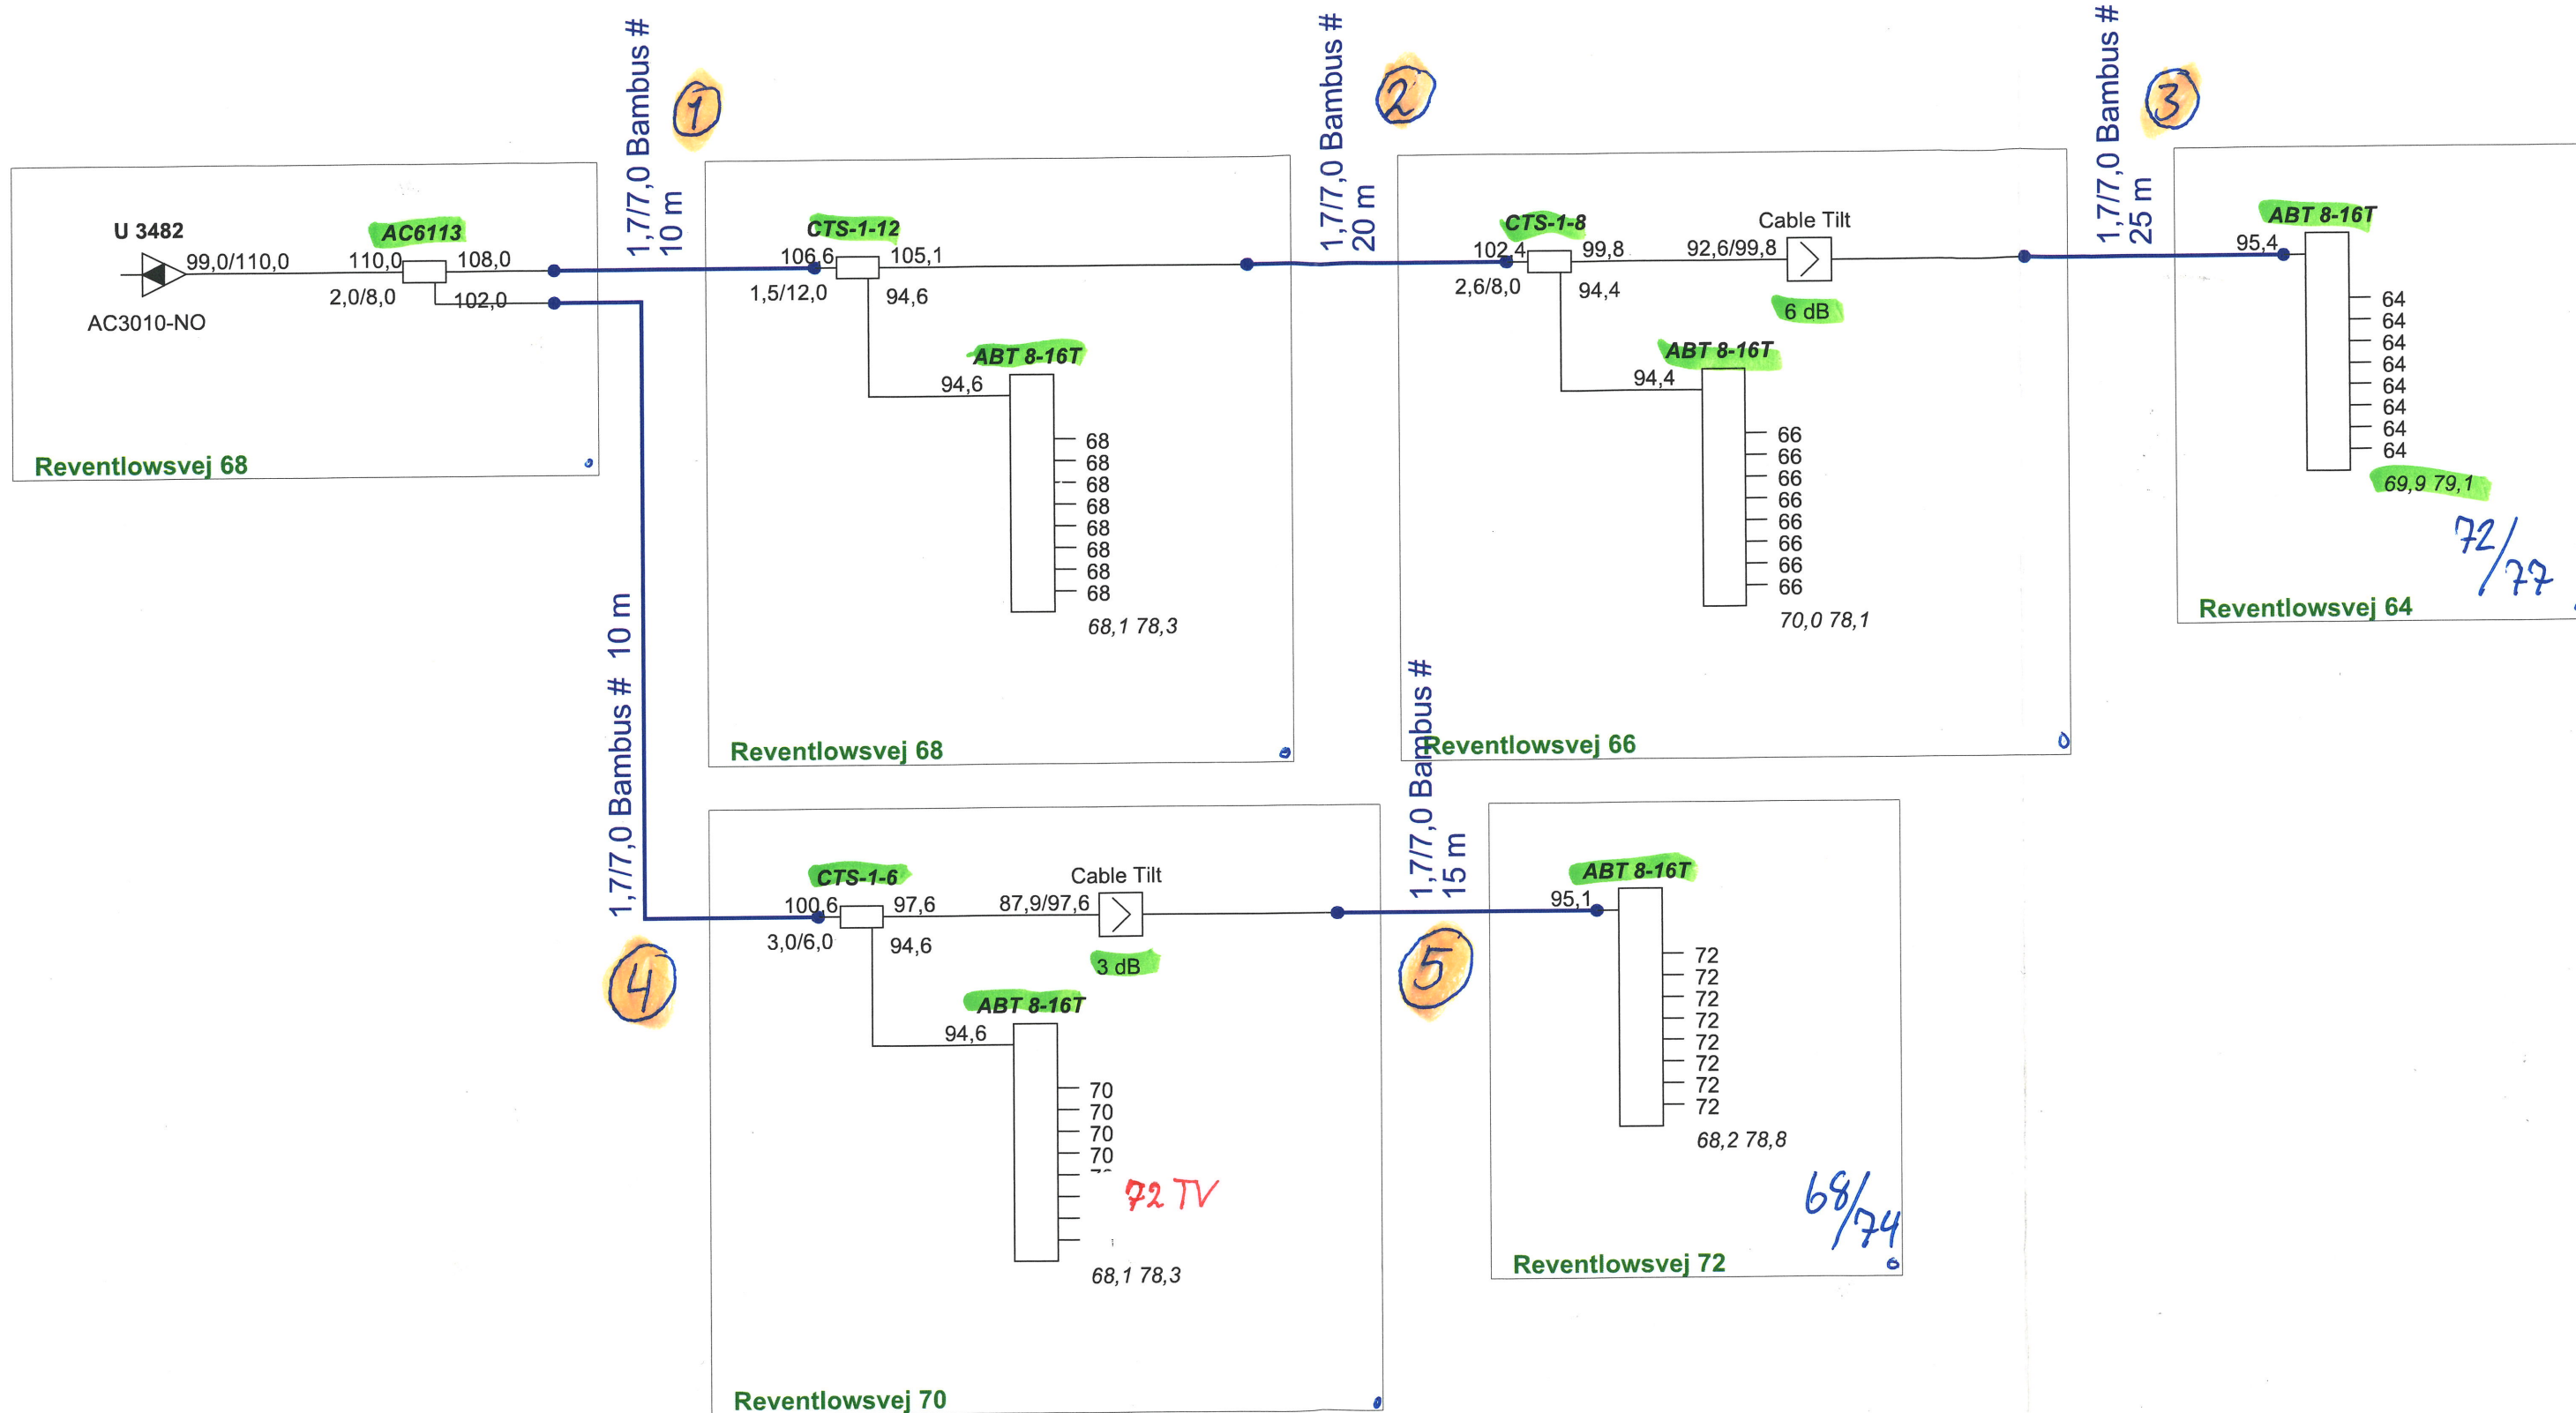 1,7/7,0 Bambus #
10 m
1
1,7/7,0 Bambus #
20 m
2
1,7/7,0 Bambus #
25 m
3
U 3482
99,0/110,0
AC3010-NO
AC6113
110,0
108,0
2,0/8,0
102,0
Reventlowsvej 68
CTS-1-12
106,6
105,1
1,5/12,0
94,6
ABT 8-16T
94,6
68
68
68
68
68
68
68
68
68,1 78,3
Reventlowsvej 68
CTS-1-8
102,4
99,8
2,6/8,0
94,4
Cable Tilt
92,6/99,8
6 dB
ABT 8-16T
94,4
66
66
66
66
66
66
66
66
70,0 78,1
Reventlowsvej 66
ABT 8-16T
95,4
64
64
64
64
64
64
64
64
69,9 79,1
72/77
Reventlowsvej 64
1,7/7,0 Bambus # 10 m
4
CTS-1-6
100,6
97,6
3,0/6,0
94,6
Cable Tilt
87,9/97,6
3 dB
ABT 8-16T
94,6
70
70
70
70
72 TV
68,1 78,3
Reventlowsvej 70
1,7/7,0 Bambus #
15 m
5
ABT 8-16T
95,1
72
72
72
72
72
72
72
72
68,2 78,8
68/74
Reventlowsvej 72